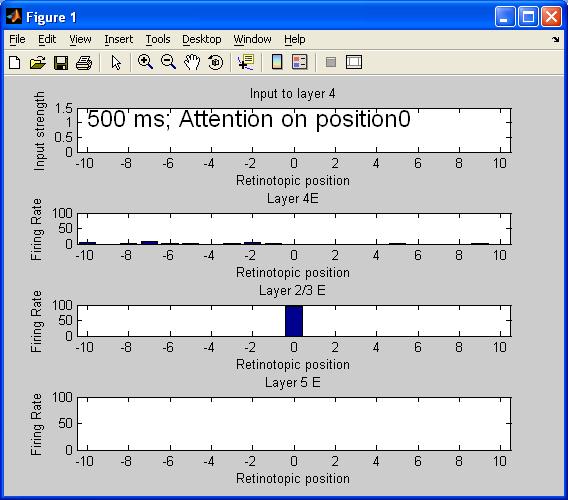 Figure 1
File Edit View Insert Tools Desktop Window Help
Input to layer 4
Input strength
1.5
1
0.5
0
500 ms; Attention on position0
-10 -8 -6 -4 -2 0 2 4 6 8 10
Retinotopic position
Layer 4E
Firing Rate
100
50
0
-10 -8 -6 -4 -2 0 2 4 6 8 10
Retinotopic position
Layer 2/3 E
Firing Rate
100
50
0
-10 -8 -6 -4 -2 0 2 4 6 8 10
Retinotopic position
Layer 5 E
Firing Rate
100
50
0
-10 -8 -6 -4 -2 0 2 4 6 8 10
Retinotopic position